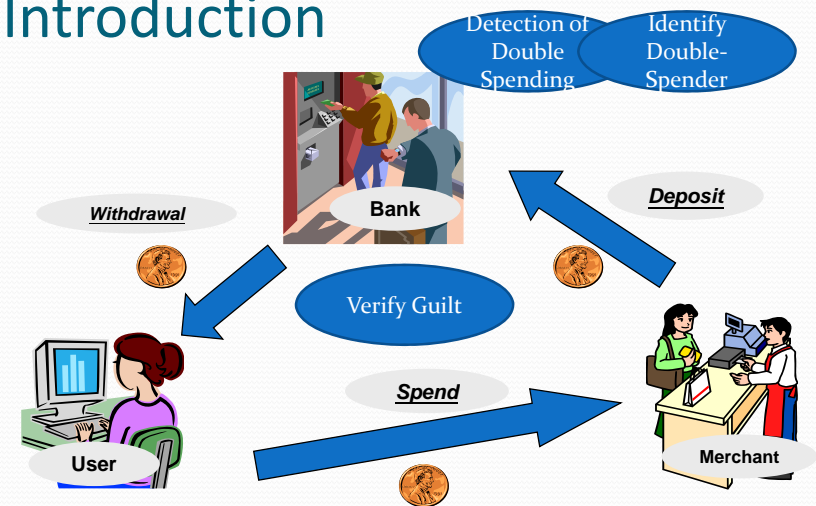 Introduction
Detection of
Double
Spending
Identify
Double-
Spender
Withdrawal
Bank
Deposit
Verify Guilt
Spend
User
Merchant